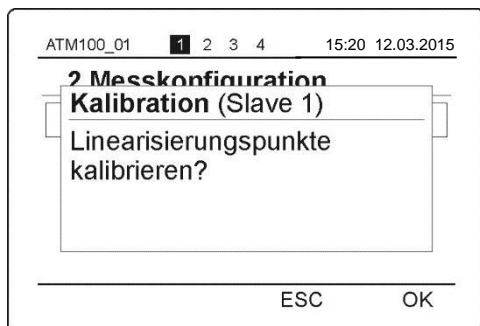 ATM100_01 1 2 3 4 15:20 12.03.2015
2 Messkonfiguration
Kalibration (Slave 1)
Linearisierungspunkte
kalibrieren?
ESC OK